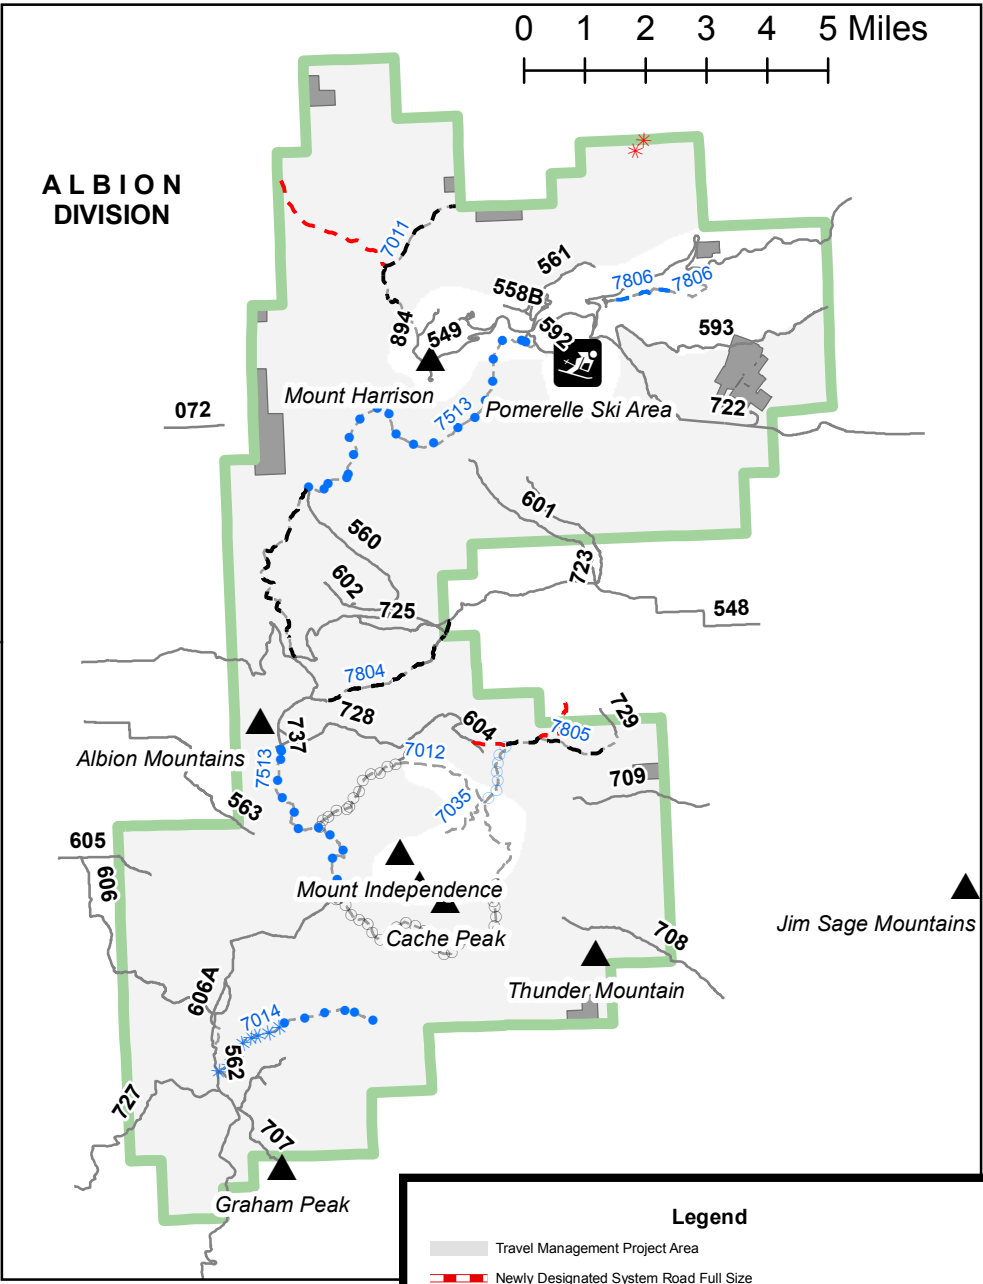 0 1 2 3 4 5 Miles
ALBION
DIVISION
7011
561
558B
7806
7806
894
549
592
593
Mount Harrison
Pomerelle Ski Area
072
7513
722
601
560
723
602
725
548
7804
728
604
729
7805
737
Albion Mountains
7012
7513
709
563
7035
605
606
Mount Independence
Cache Peak
Jim Sage Mountains
708
606A
Thunder Mountain
7014
562
727
707
Graham Peak
Legend
Travel Management Project Area
Newly Designated System Road Full Size